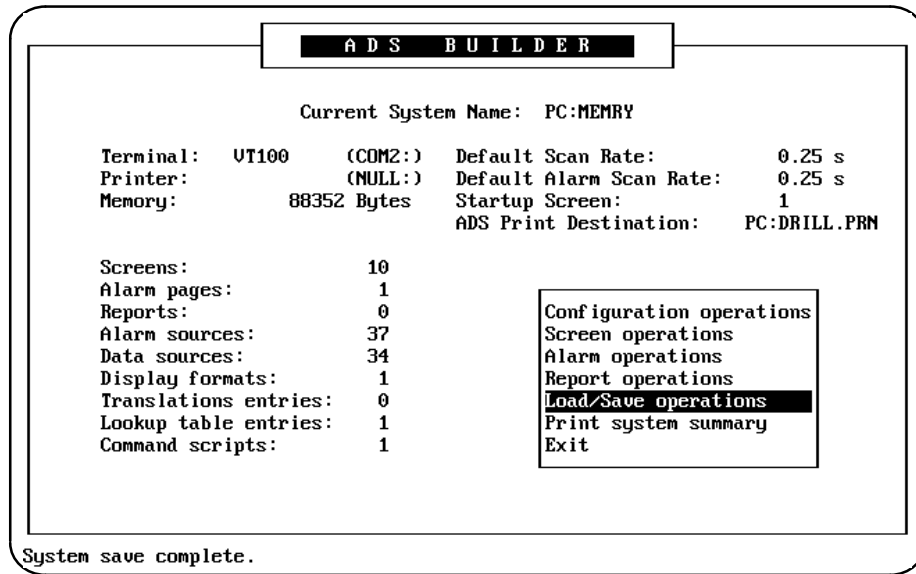 ADS BUILDER
Current System Name: PC:MEMRY
Terminal: VT100 (COM2:) Default Scan Rate: 0.25 s
Printer: (NULL:) Default Alarm Scan Rate: 0.25 s
Memory: 88352 Bytes Startup Screen: 1
ADS Print Destination: PC:DRILL.PRN
Screens: 10
Alarm pages: 1
Reports: 0
Alarm sources: 37
Data sources: 34
Display formats: 1
Translations entries: 0
Lookup table entries: 1
Command scripts: 1
Configuration operations
Screen operations
Alarm operations
Report operations
Load/Save operations
Print system summary
Exit
System save complete.